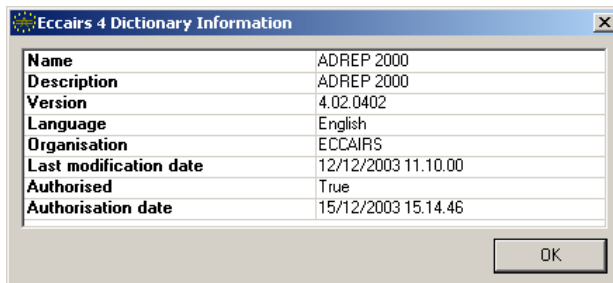 Eccairs 4 Dictionary Information
Name ADREP 2000
Description ADREP 2000
Version 4.02.0402
Language English
Organisation ECCAIRS
Last modification date 12/12/2003 11.10.00
Authorised True
Authorisation date 15/12/2003 15.14.46
OK